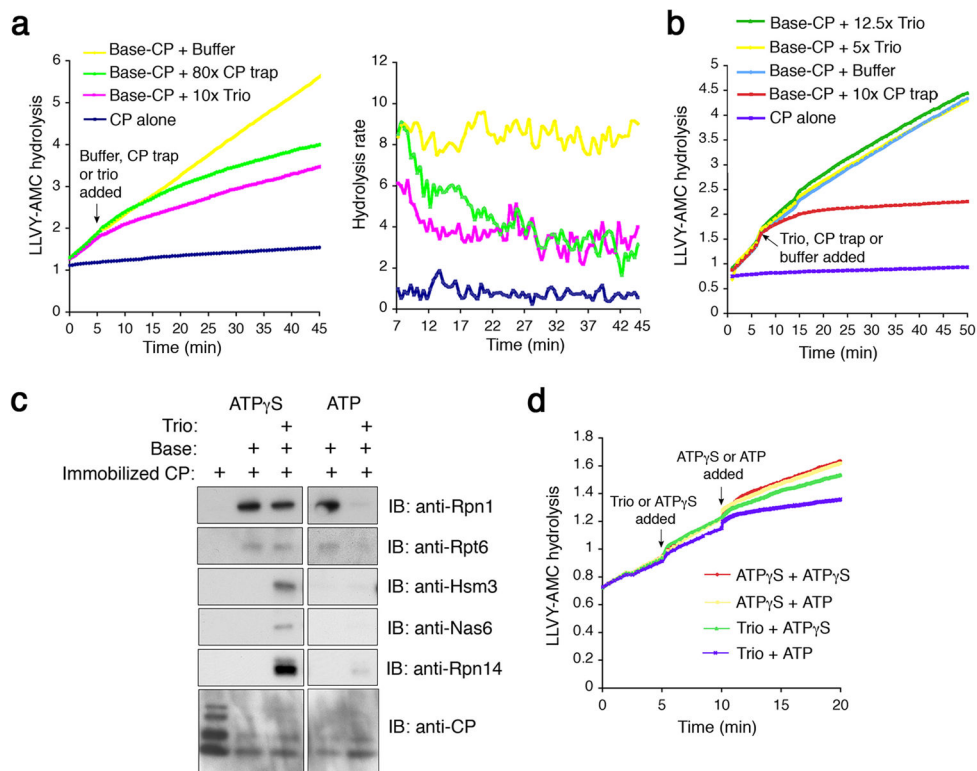 a
Base-CP + Buffer
Base-CP + 80x CP trap
Base-CP + 10x Trio
CP alone
LLVY-AMC hydrolysis
6
5
4
3
2
1
0
Buffer, CP trap
or trio
added
0 5 10 15 20 25 30 35 40 45
Time (min)
Hydrolysis rate
12
10
8
6
4
2
0
7 12 17 22 27 32 37 42 45
Time (min)
b
Base-CP + 12.5x Trio
Base-CP + 5x Trio
Base-CP + Buffer
Base-CP + 10x CP trap
CP alone
LLVY-AMC hydrolysis
5
4.5
4
3.5
3
2.5
2
1.5
1
0.5
0
Trio, CP trap or
buffer added
0 5 10 15 20 25 30 35 40 45 50
Time (min)
c
ATPγS ATP
Trio: + +
Base: + + + +
Immobilized CP: + + + + +
IB: anti-Rpn1
IB: anti-Rpt6
IB: anti-Hsm3
IB: anti-Nas6
IB: anti-Rpn14
IB: anti-CP
d
LLVY-AMC hydrolysis
1.8
1.6
1.4
1.2
1
0.8
0.6
0.4
0.2
0
Trio or ATPγS
added
ATPγS or ATP
added
ATPγS + ATPγS
ATPγS + ATP
Trio + ATPγS
Trio + ATP
0 5 10 15 20
Time (min)